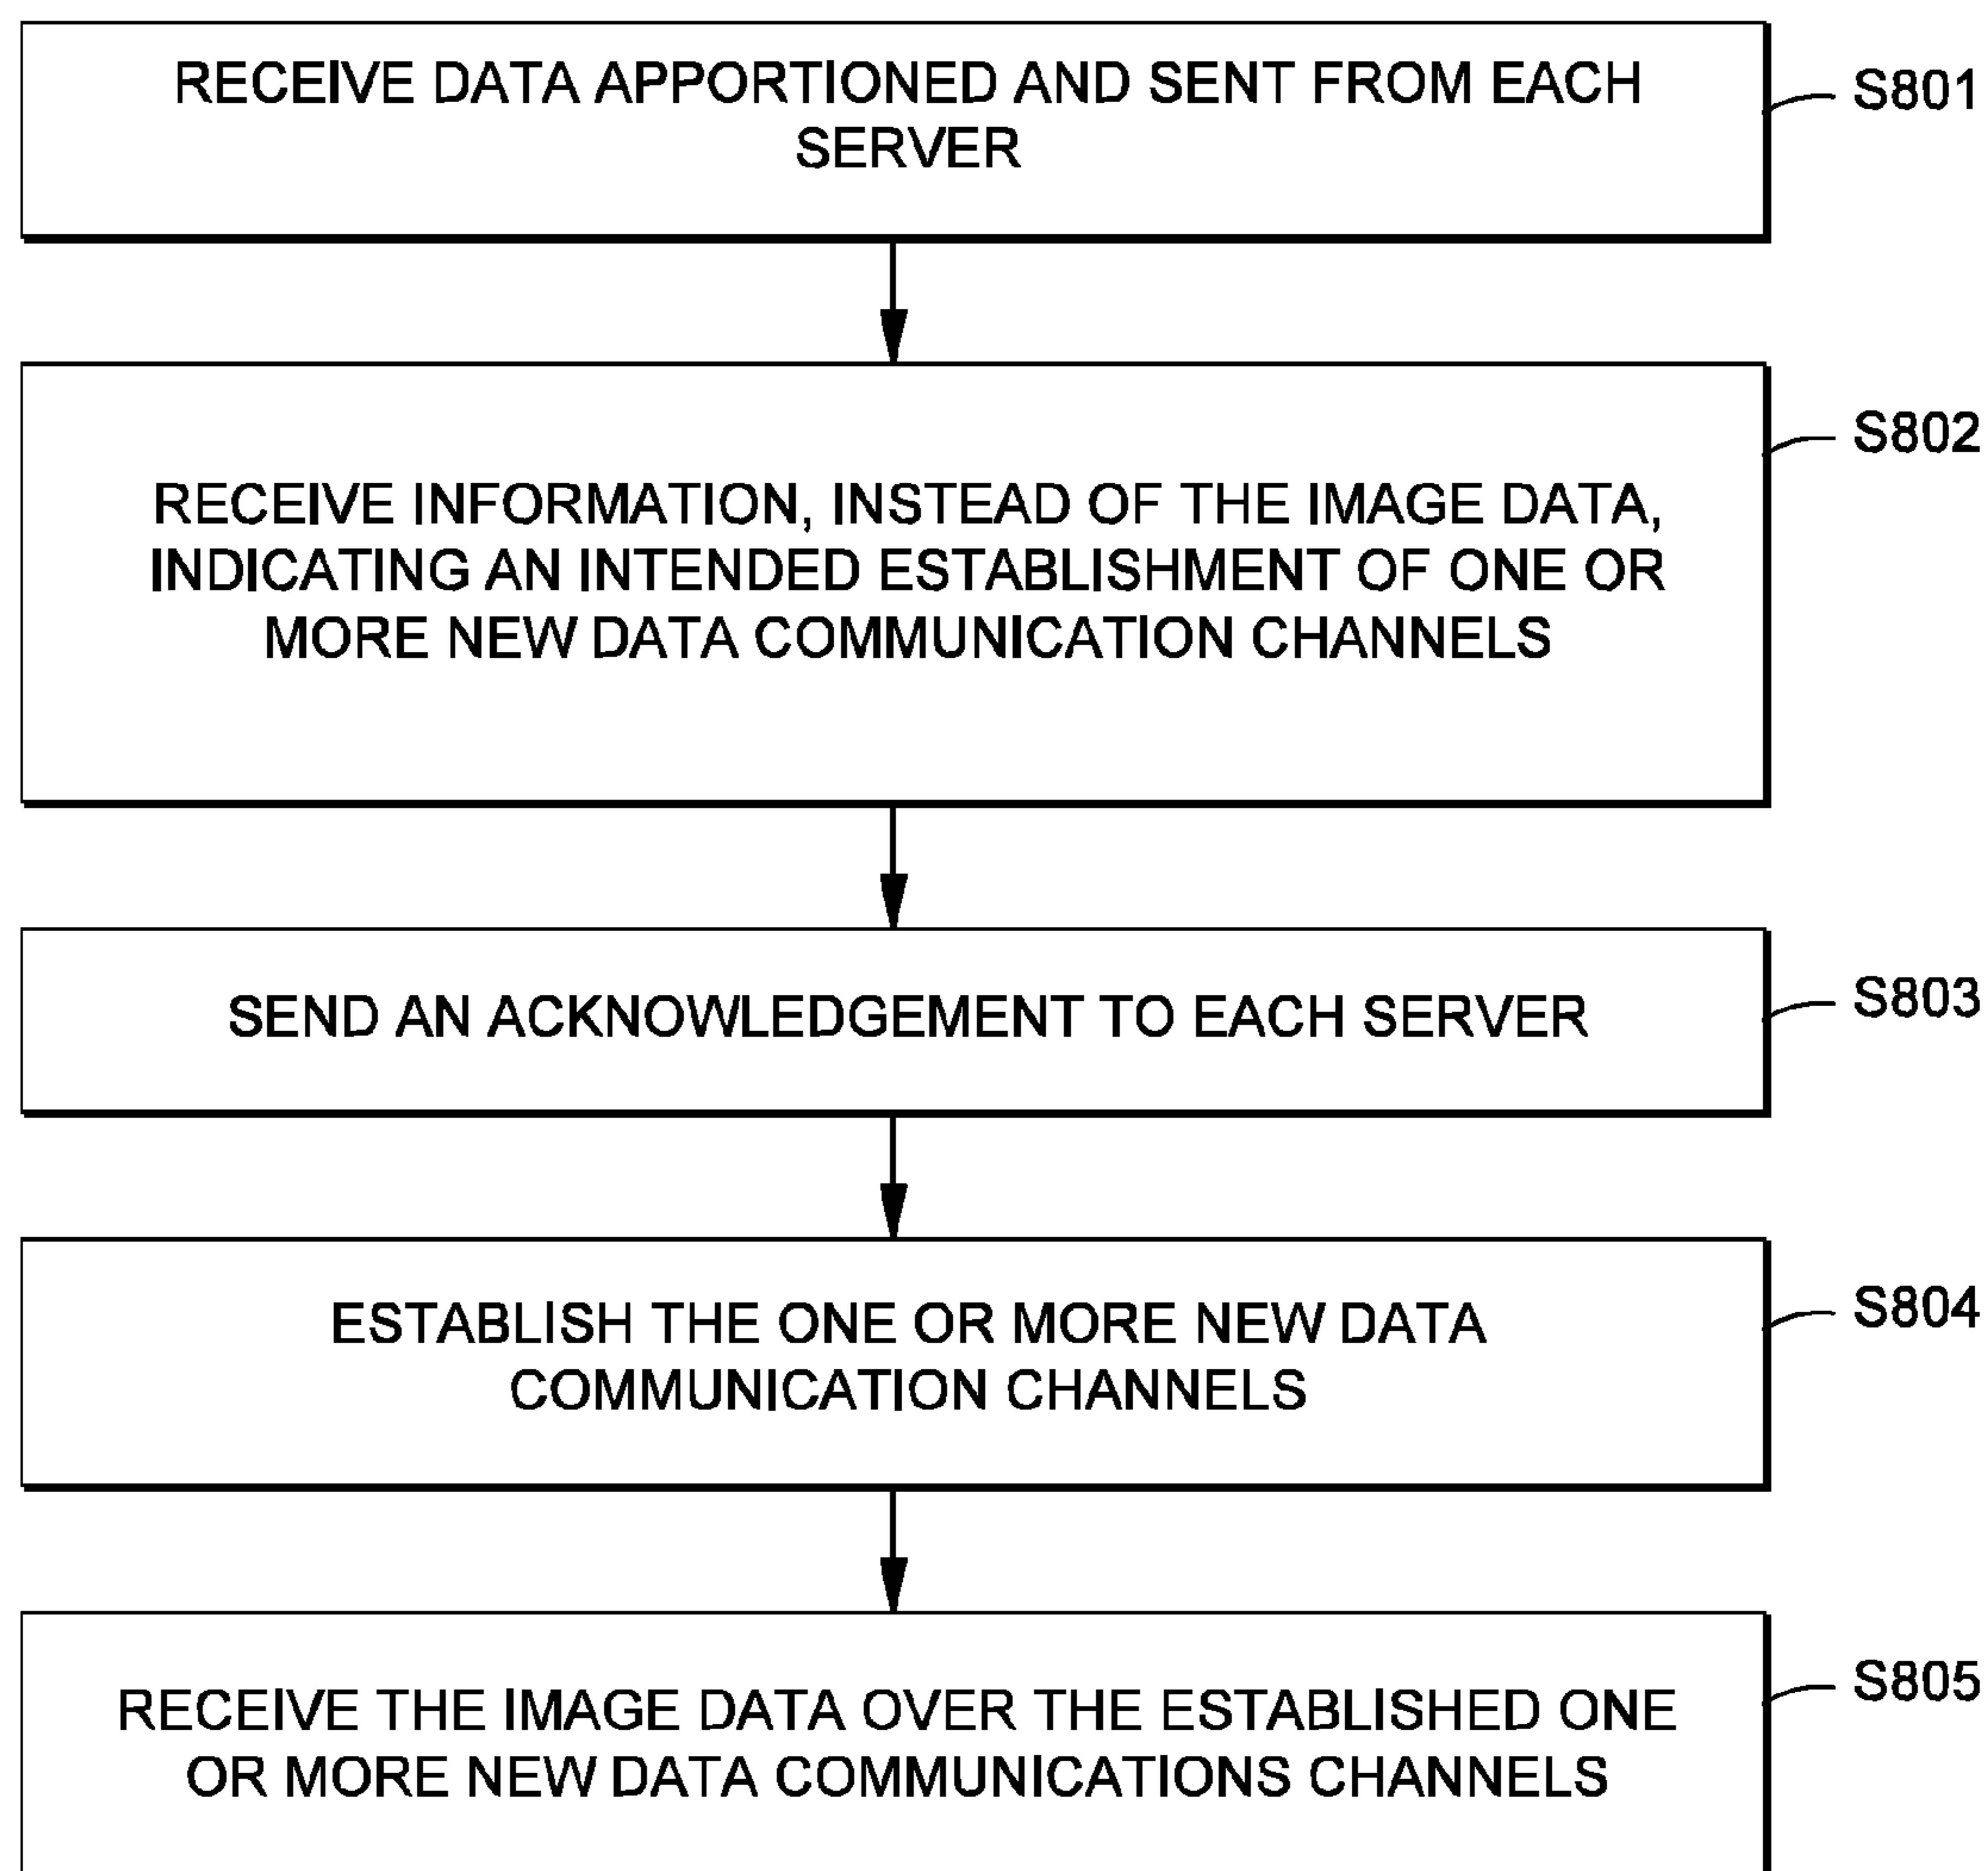 RECEIVE DATA APPORTIONED AND SENT FROM EACH
SERVER
S801
RECEIVE INFORMATION, INSTEAD OF THE IMAGE DATA,
INDICATING AN INTENDED ESTABLISHMENT OF ONE OR
MORE NEW DATA COMMUNICATION CHANNELS
S802
SEND AN ACKNOWLEDGEMENT TO EACH SERVER
S803
ESTABLISH THE ONE OR MORE NEW DATA
COMMUNICATION CHANNELS
S804
RECEIVE THE IMAGE DATA OVER THE ESTABLISHED ONE
OR MORE NEW DATA COMMUNICATIONS CHANNELS
S805